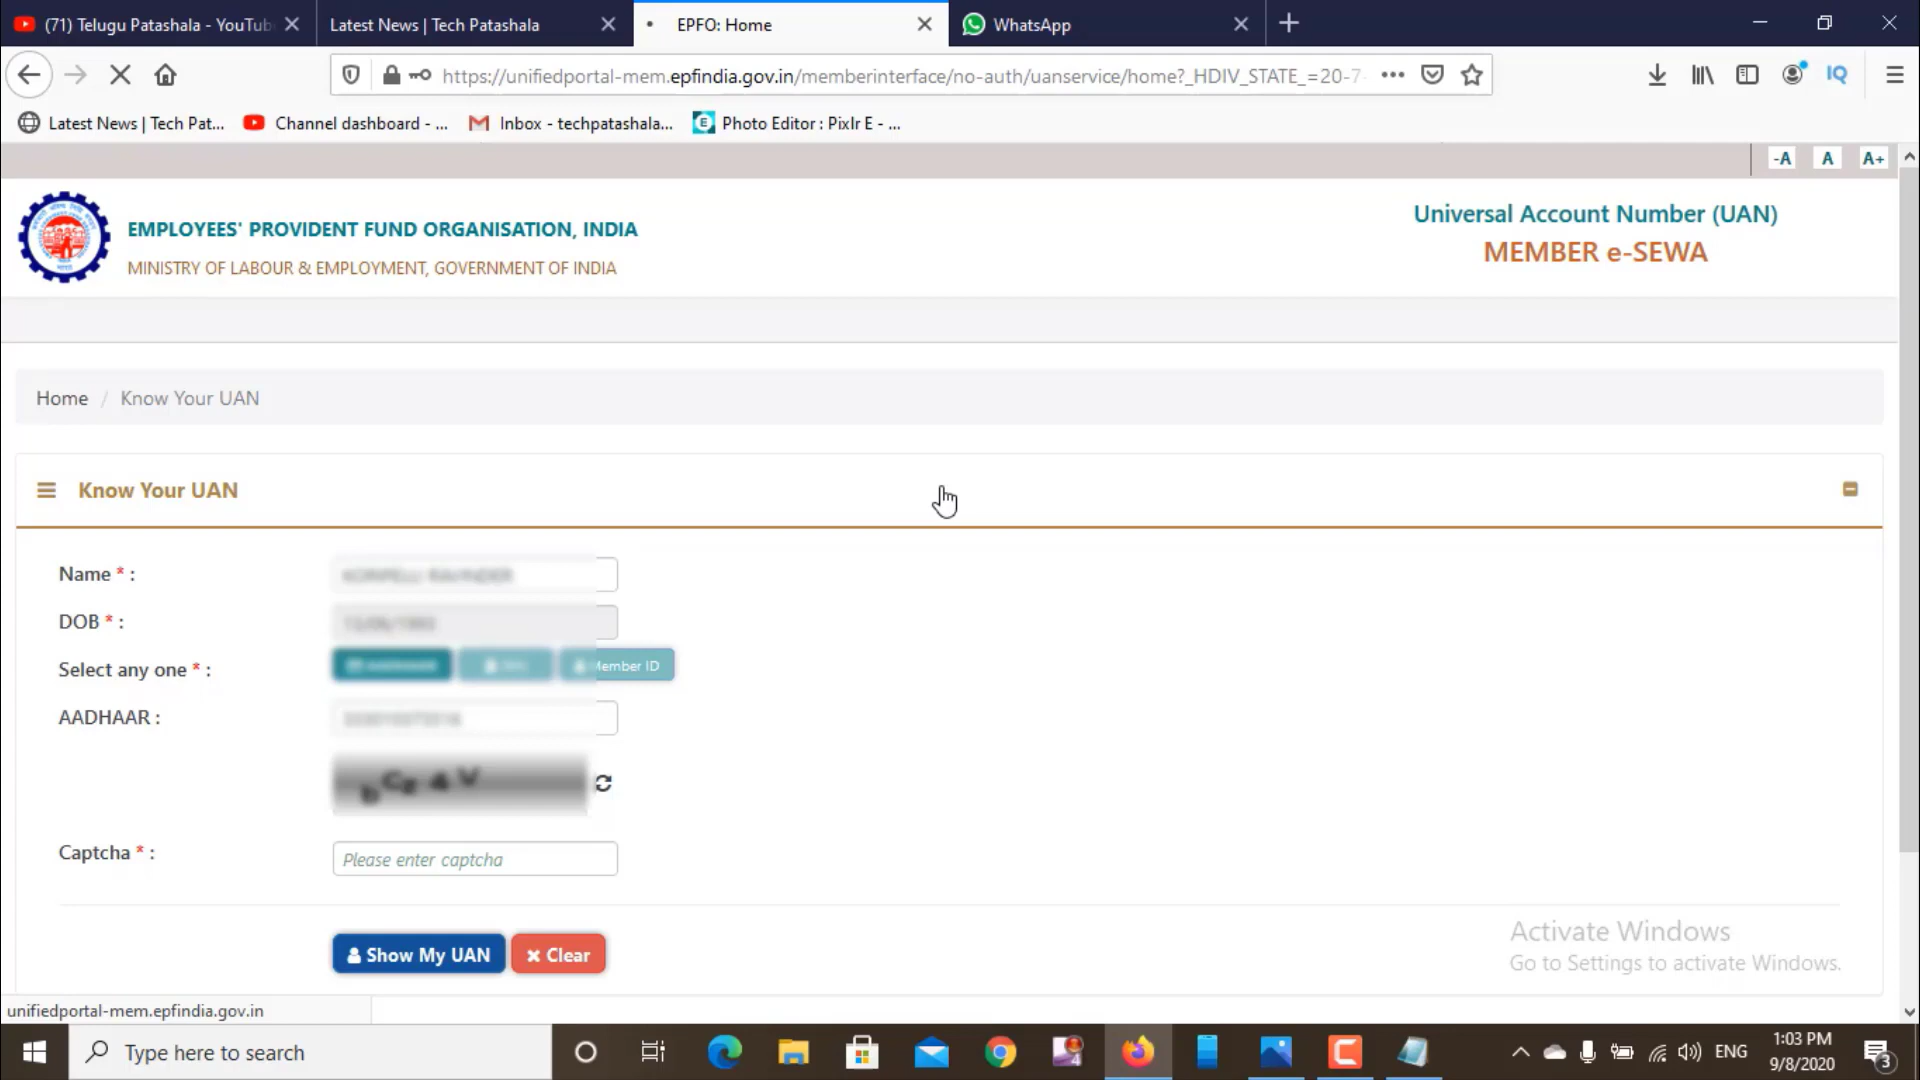 (71) Telugu Patashala - YouTub
Latest News | Tech Patashala
EPFO: Home
WhatsApp
https://unifiedportal-mem.epfindia.gov.in/memberinterface/no-auth/uanservice/home?_HDIV_STATE_=20-7-
IQ
Latest News | Tech Pat...
Channel dashboard - ...
Inbox - techpatashala...
Photo Editor : Pixlr E - ...
-A A A+
EMPLOYEES' PROVIDENT FUND ORGANISATION, INDIA
MINISTRY OF LABOUR & EMPLOYMENT, GOVERNMENT OF INDIA
Universal Account Number (UAN)
MEMBER e-SEWA
Home / Know Your UAN
Know Your UAN
Name * :
DOB * :
Select any one * :
Member ID
AADHAAR :
Captcha * :
Please enter captcha
Show My UAN
Clear
Activate Windows
Go to Settings to activate Windows.
unifiedportal-mem.epfindia.gov.in
Type here to search
ENG
1:03 PM
9/8/2020
3